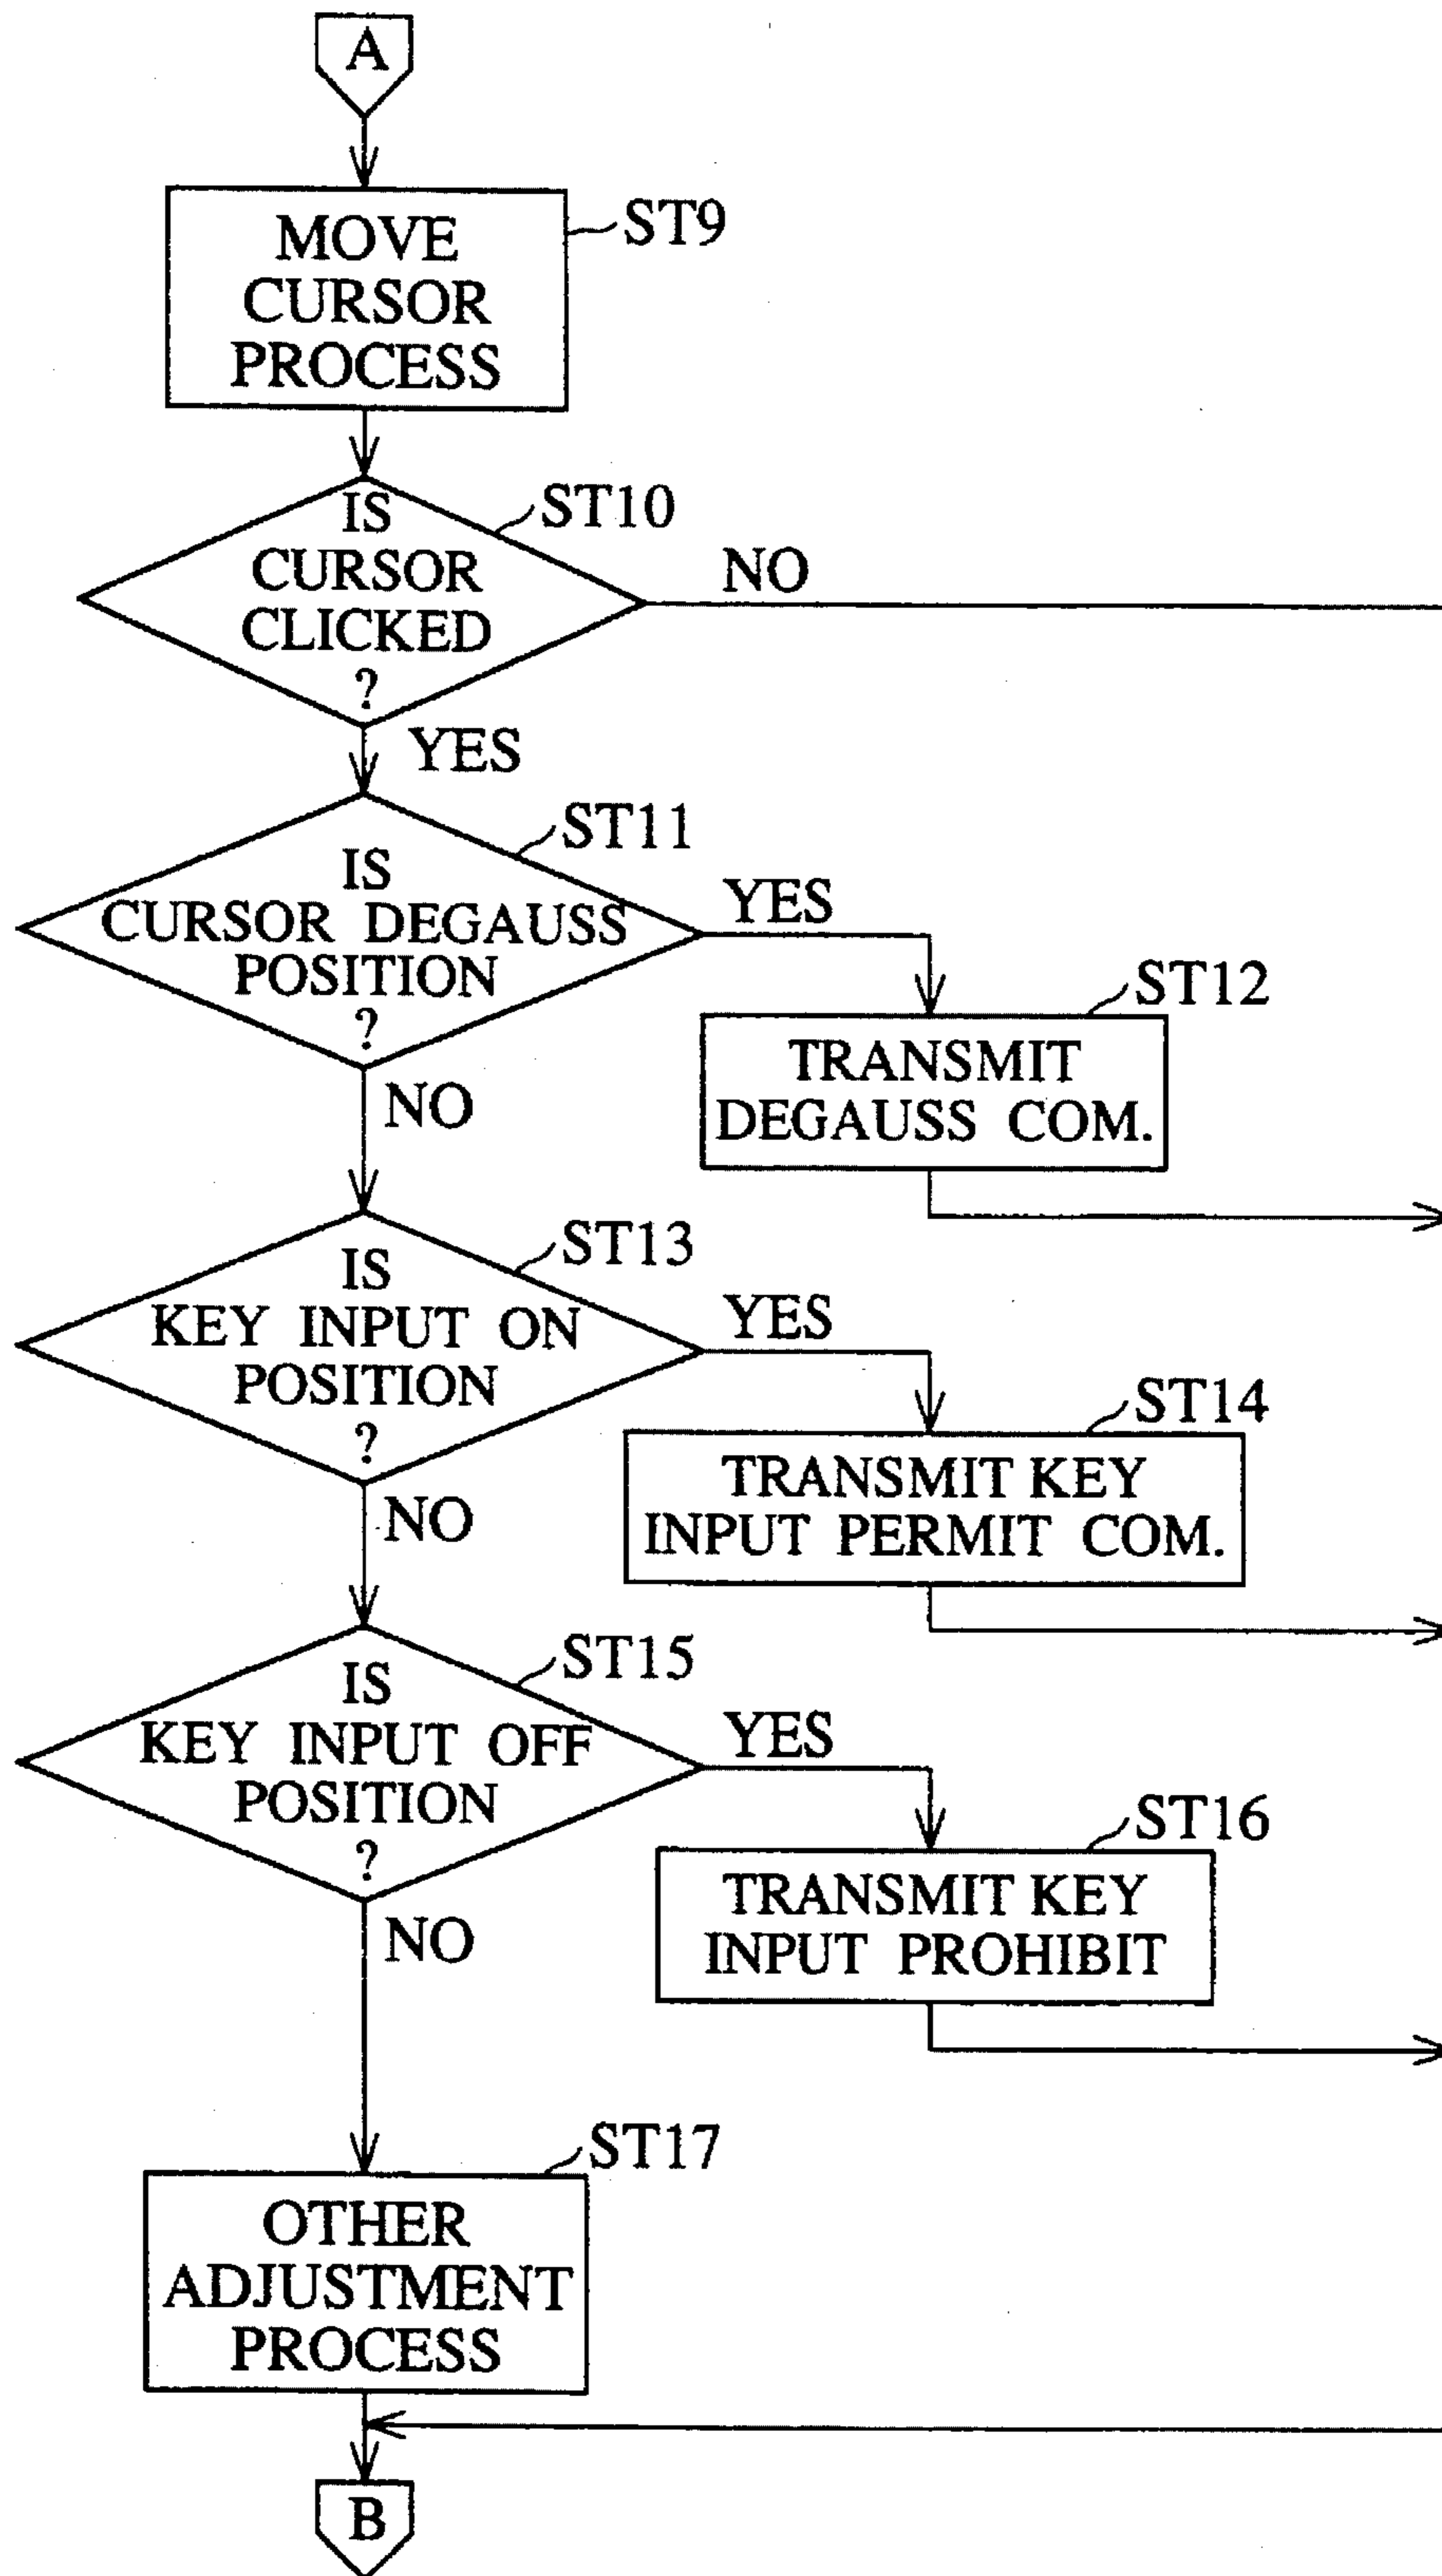 A
MOVE
CURSOR
PROCESS
ST9
IS
CURSOR
CLICKED
?
ST10
NO
YES
IS
CURSOR DEGAUSS
POSITION
?
ST11
YES
NO
TRANSMIT
DEGAUSS COM.
ST12
IS
KEY INPUT ON
POSITION
?
ST13
YES
NO
TRANSMIT KEY
INPUT PERMIT COM.
ST14
IS
KEY INPUT OFF
POSITION
?
ST15
YES
NO
TRANSMIT KEY
INPUT PROHIBIT
ST16
OTHER
ADJUSTMENT
PROCESS
ST17
B